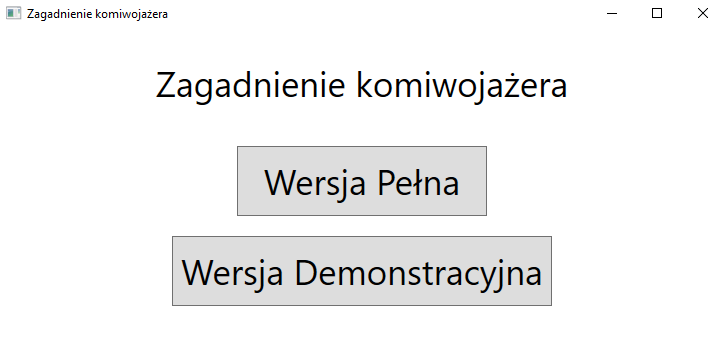 Zagadnienie komiwojażera
Zagadnienie komiwojażera
Wersja Pełna
Wersja Demonstracyjna